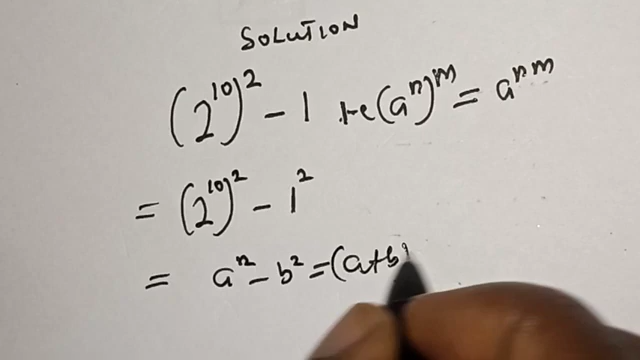 SOLUTION
(2^10)^2 - 1 i.e (a^n)^m = a^nm
= (2^10)^2 - 1^2
= a^2 - b^2 = (a+b)